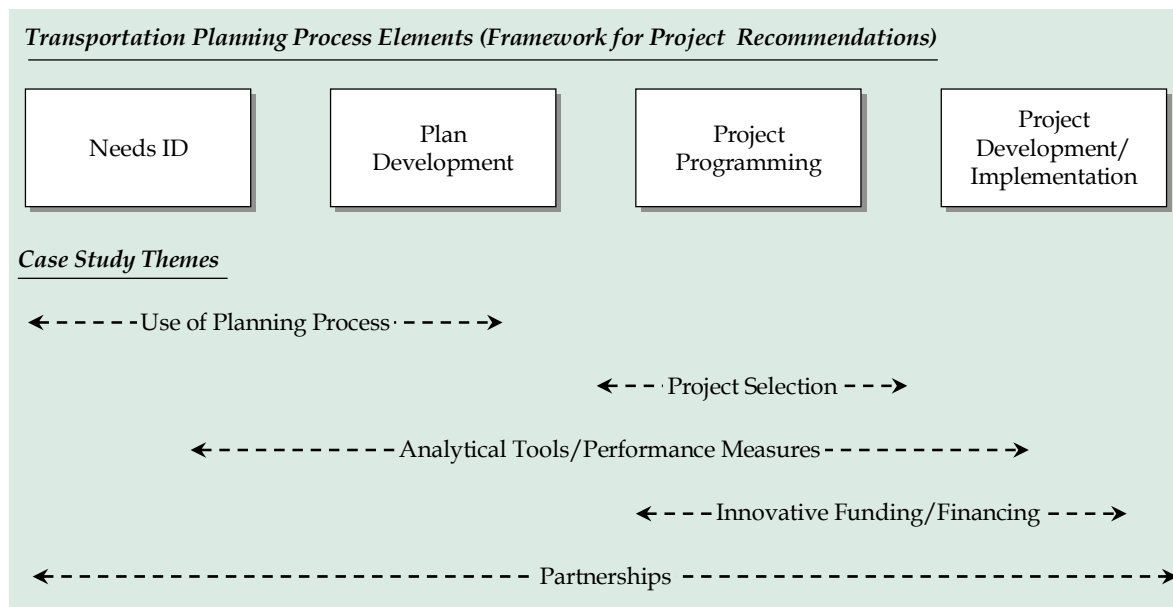 Transportation Planning Process Elements (Framework for Project Recommendations)
Needs ID
Plan
Development
Project
Programming
Project
Development/
Implementation
Case Study Themes
Use of Planning Process
Project Selection
Analytical Tools/Performance Measures
Innovative Funding/Financing
Partnerships